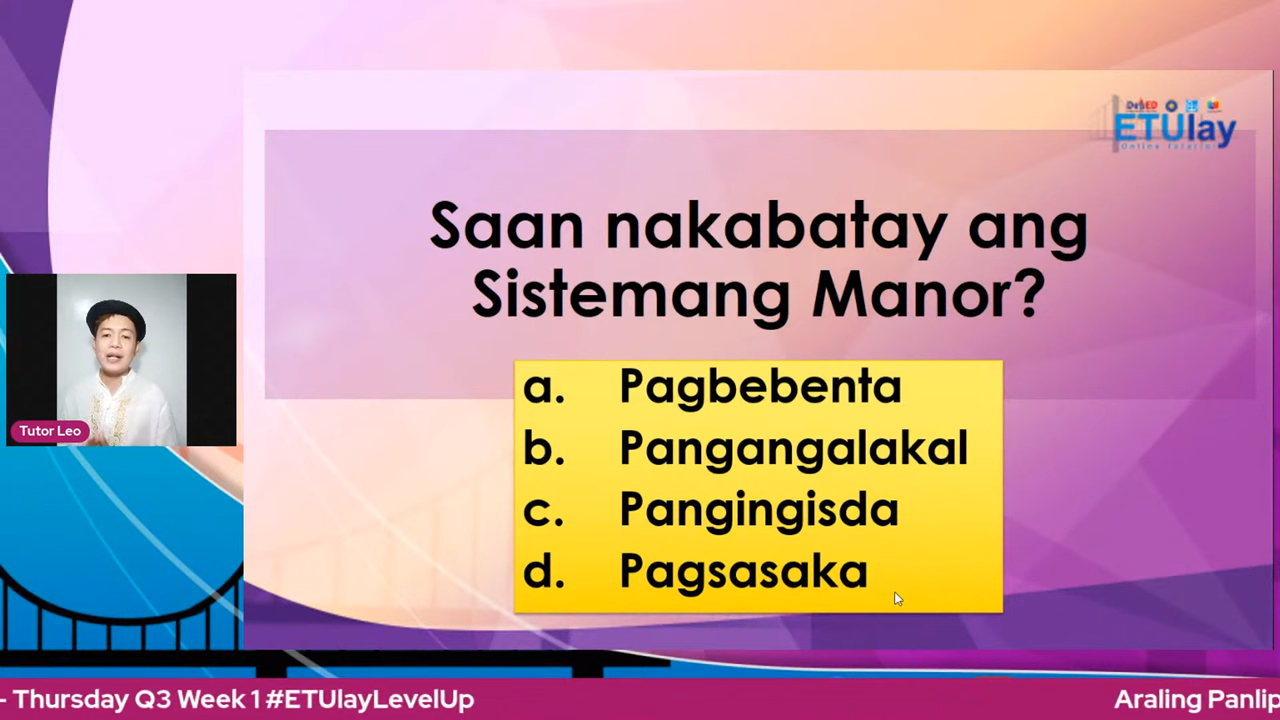 DepED
ETUlay
Saan nakabatay ang
Sistemang Manor?
a. Pagbebenta
b. Pangangalakal
c. Pangingisda
d. Pagsasaka
Tutor Leo
- Thursday Q3 Week 1 #ETUlayLevelUp
Araling Panlip